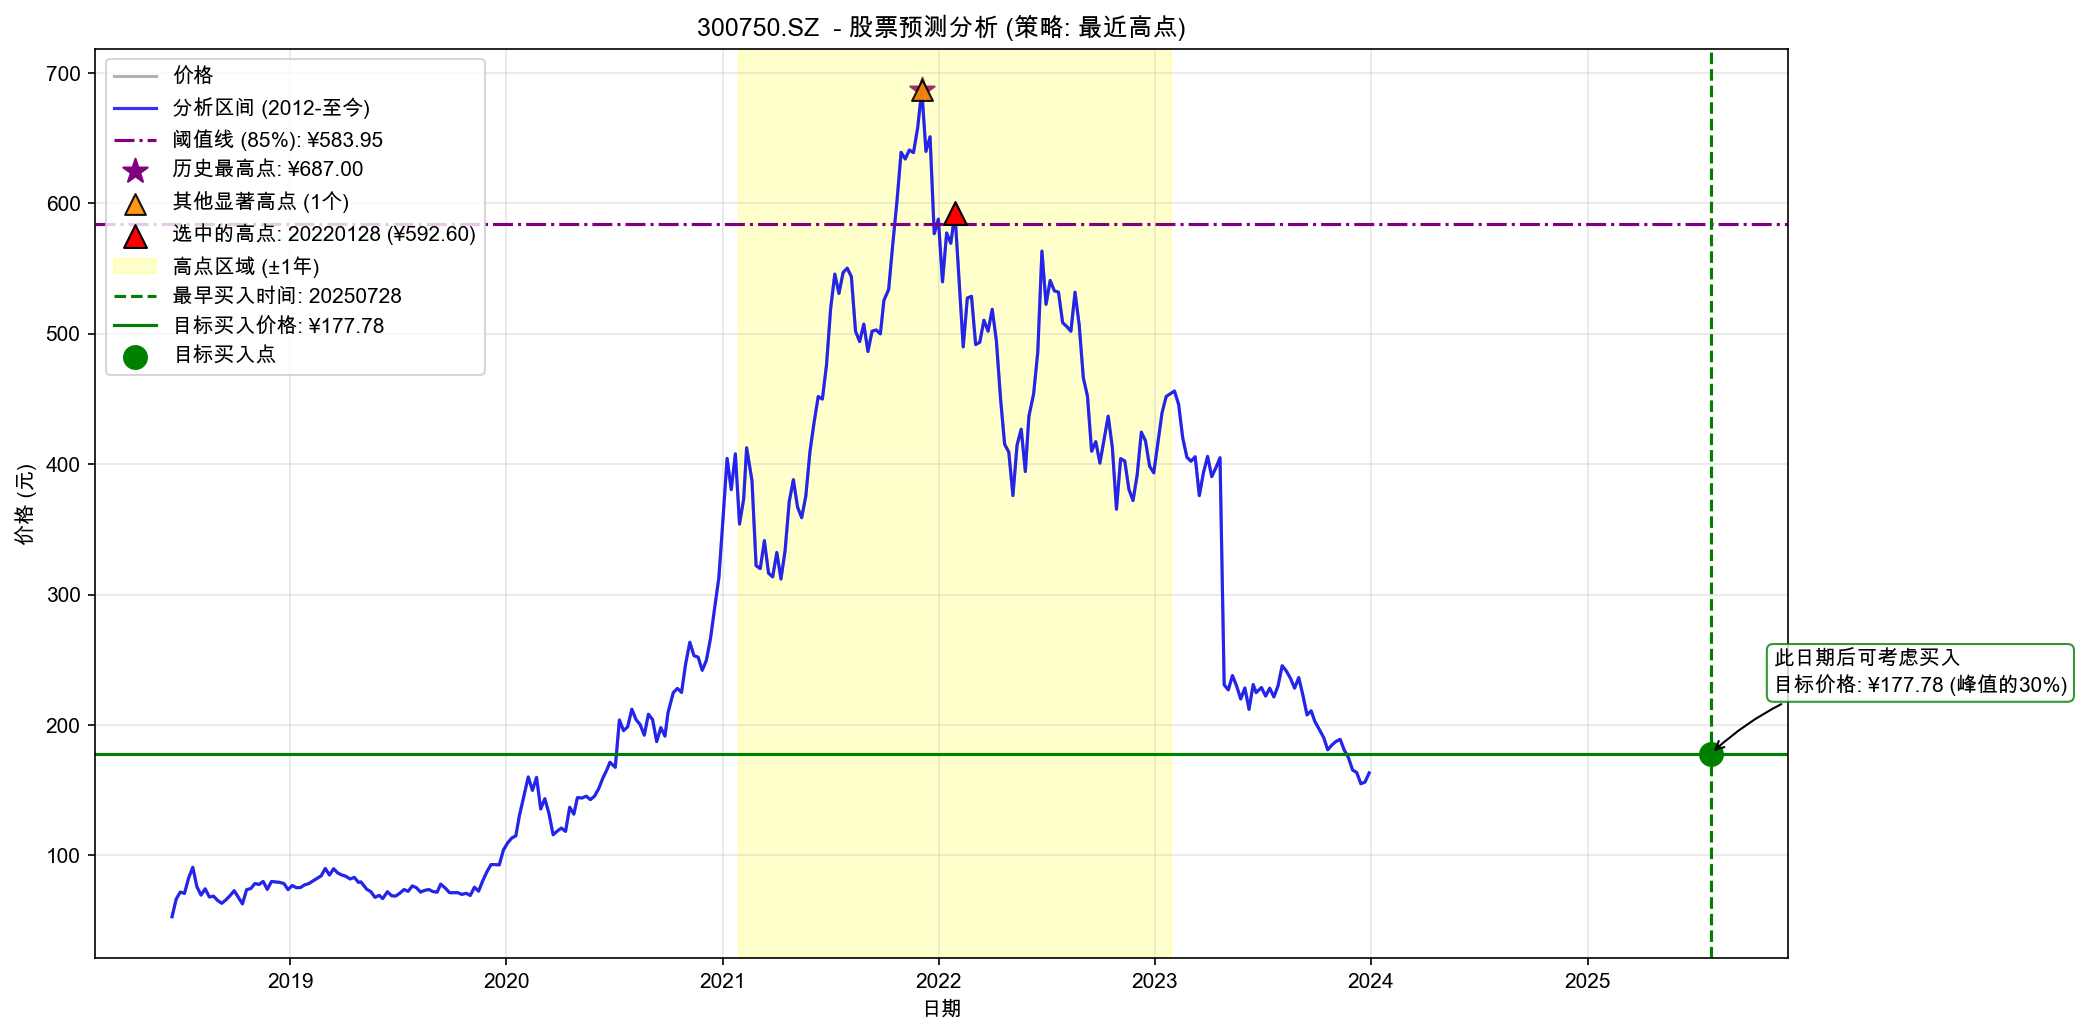 300750.SZ - 股票预测分析 (策略: 最近高点)
700
600
500
400
300
200
100
价格 (元)
价格
分析区间 (2012-至今)
阈值线 (85%): ¥583.95
历史最高点: ¥687.00
其他显著高点 (1个)
选中的高点: 20220128 (¥592.60)
高点区域 (±1年)
最早买入时间: 20250728
目标买入价格: ¥177.78
目标买入点
此日期后可考虑买入
目标价格: ¥177.78 (峰值的30%)
2019
2020
2021
2022
2023
2024
2025
日期